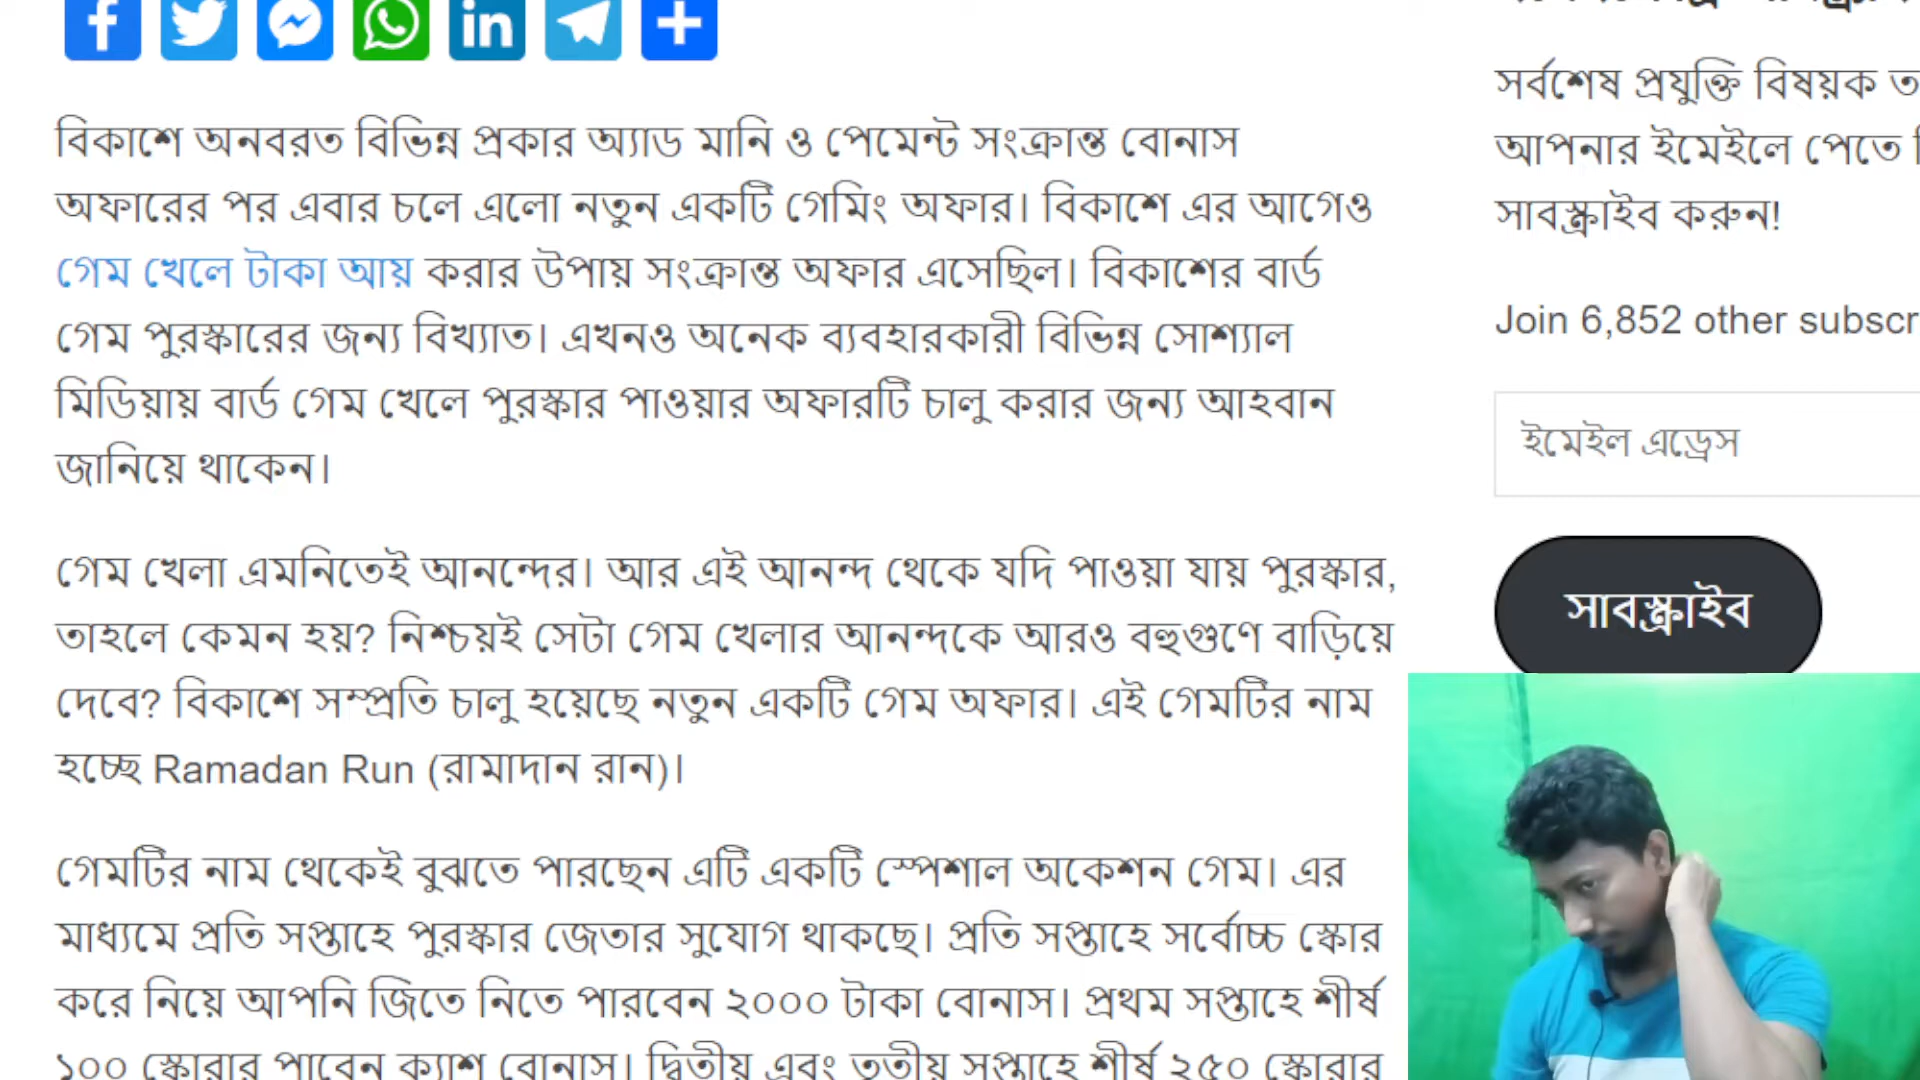 বিকাশে অনবরত বিভিন্ন প্রকার অ্যাড মানি ও পেমেন্ট সংক্রান্ত বোনাস
অফারের পর এবার চলে এলো নতুন একটি গেমিং অফার। বিকাশে এর আগেও
গেম খেলে টাকা আয় করার উপায় সংক্রান্ত অফার এসেছিল। বিকাশের বার্ড
গেম পুরস্কারের জন্য বিখ্যাত। এখনও অনেক ব্যবহারকারী বিভিন্ন সোশ্যাল
মিডিয়ায় বার্ড গেম খেলে পুরস্কার পাওয়ার অফারটি চালু করার জন্য আহবান
জানিয়ে থাকেন।
গেম খেলা এমনিতেই আনন্দের। আর এই আনন্দ থেকে যদি পাওয়া যায় পুরস্কার,
তাহলে কেমন হয়? নিশ্চয়ই সেটা গেম খেলার আনন্দকে আরও বহুগুণে বাড়িয়ে
দেবে? বিকাশে সম্প্রতি চালু হয়েছে নতুন একটি গেম অফার। এই গেমটির নাম
হচ্ছে Ramadan Run (রামাদান রান)।
গেমটির নাম থেকেই বুঝতে পারছেন এটি একটি স্পেশাল অকেশন গেম। এর
মাধ্যমে প্রতি সপ্তাহে পুরস্কার জেতার সুযোগ থাকছে। প্রতি সপ্তাহে সর্বোচ্চ স্কোর
করে নিয়ে আপনি জিতে নিতে পারবেন ২০০০ টাকা বোনাস। প্রথম সপ্তাহে শীর্ষ
১০০ স্কোরার পাবেন ক্যাশ বোনাস। দ্বিতীয় এবং তৃতীয় সপ্তাহে শীর্ষ ২৫০ স্কোরার
সর্বশেষ প্রযুক্তি বিষয়ক ত
আপনার ইমেইলে পেতে
সাবস্ক্রাইব করুন!
Join 6,852 other subscr
ইমেইল এড্রেস
সাবস্ক্রাইব